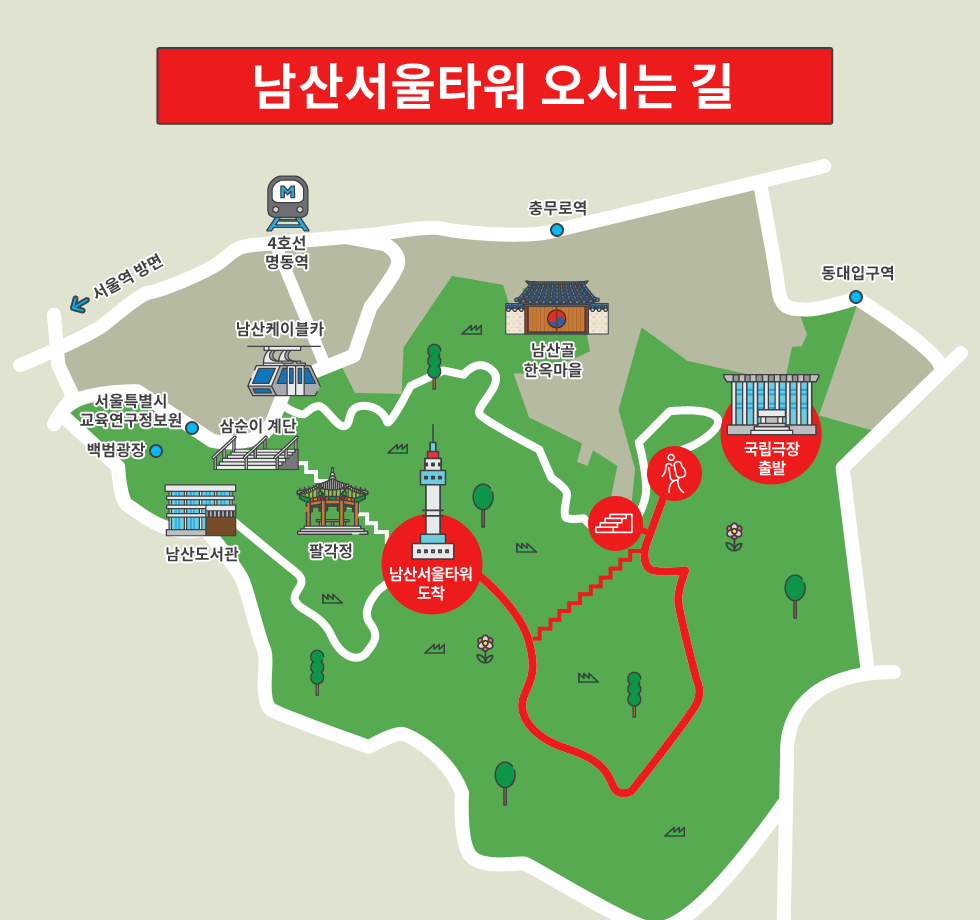 남산서울타워 오시는 길
M
4호선
명동역
충무로역
서울역 방면
동대입구역
남산케이블카
남산골
한옥마을
서울특별시
교육연구정보원
삼순이 계단
백범광장
국립극장
출발
남산도서관
팔각정
남산서울타워
도착